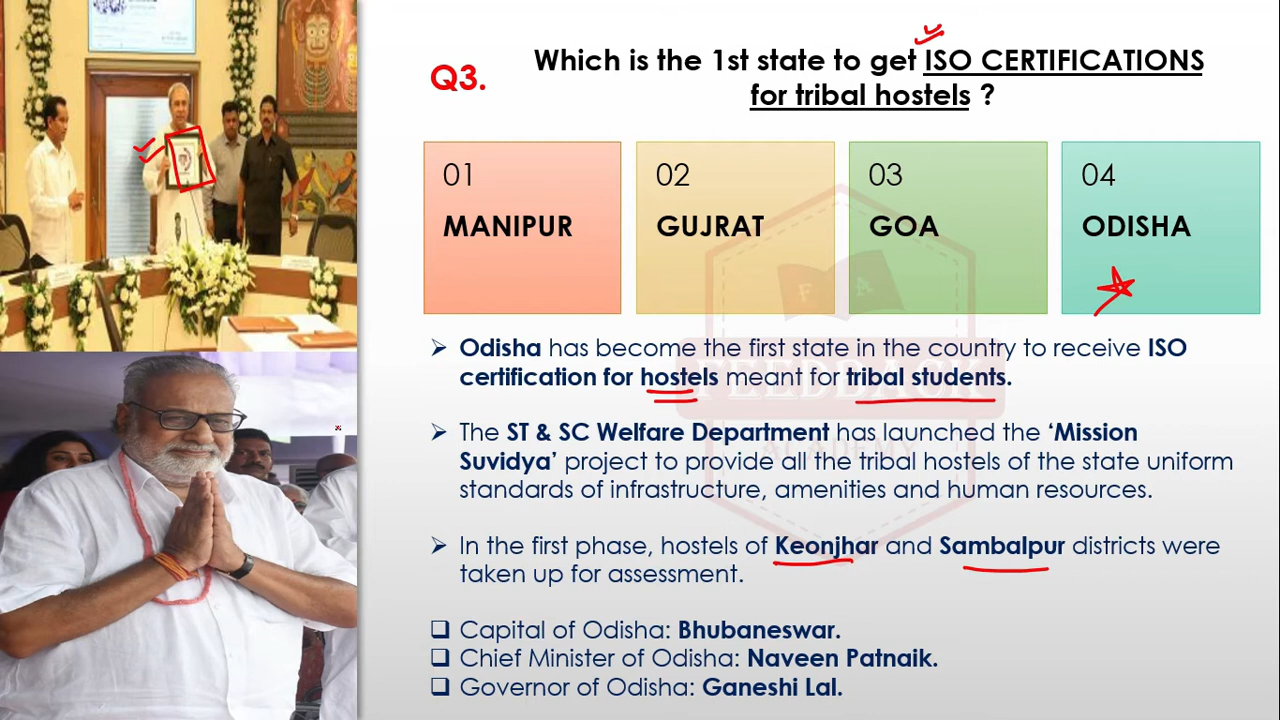 Q3.
Which is the 1st state to get ISO CERTIFICATIONS
for tribal hostels ?
01
MANIPUR
02
GUJRAT
03
GOA
04
ODISHA
F A
FEEDBACK
ACADEMY
➢ Odisha has become the first state in the country to receive ISO
certification for hostels meant for tribal students.
➢ The ST & SC Welfare Department has launched the ‘Mission
Suvidya’ project to provide all the tribal hostels of the state uniform
standards of infrastructure, amenities and human resources.
➢ In the first phase, hostels of Keonjhar and Sambalpur districts were
taken up for assessment.
❑ Capital of Odisha: Bhubaneswar.
❑ Chief Minister of Odisha: Naveen Patnaik.
❑ Governor of Odisha: Ganeshi Lal.